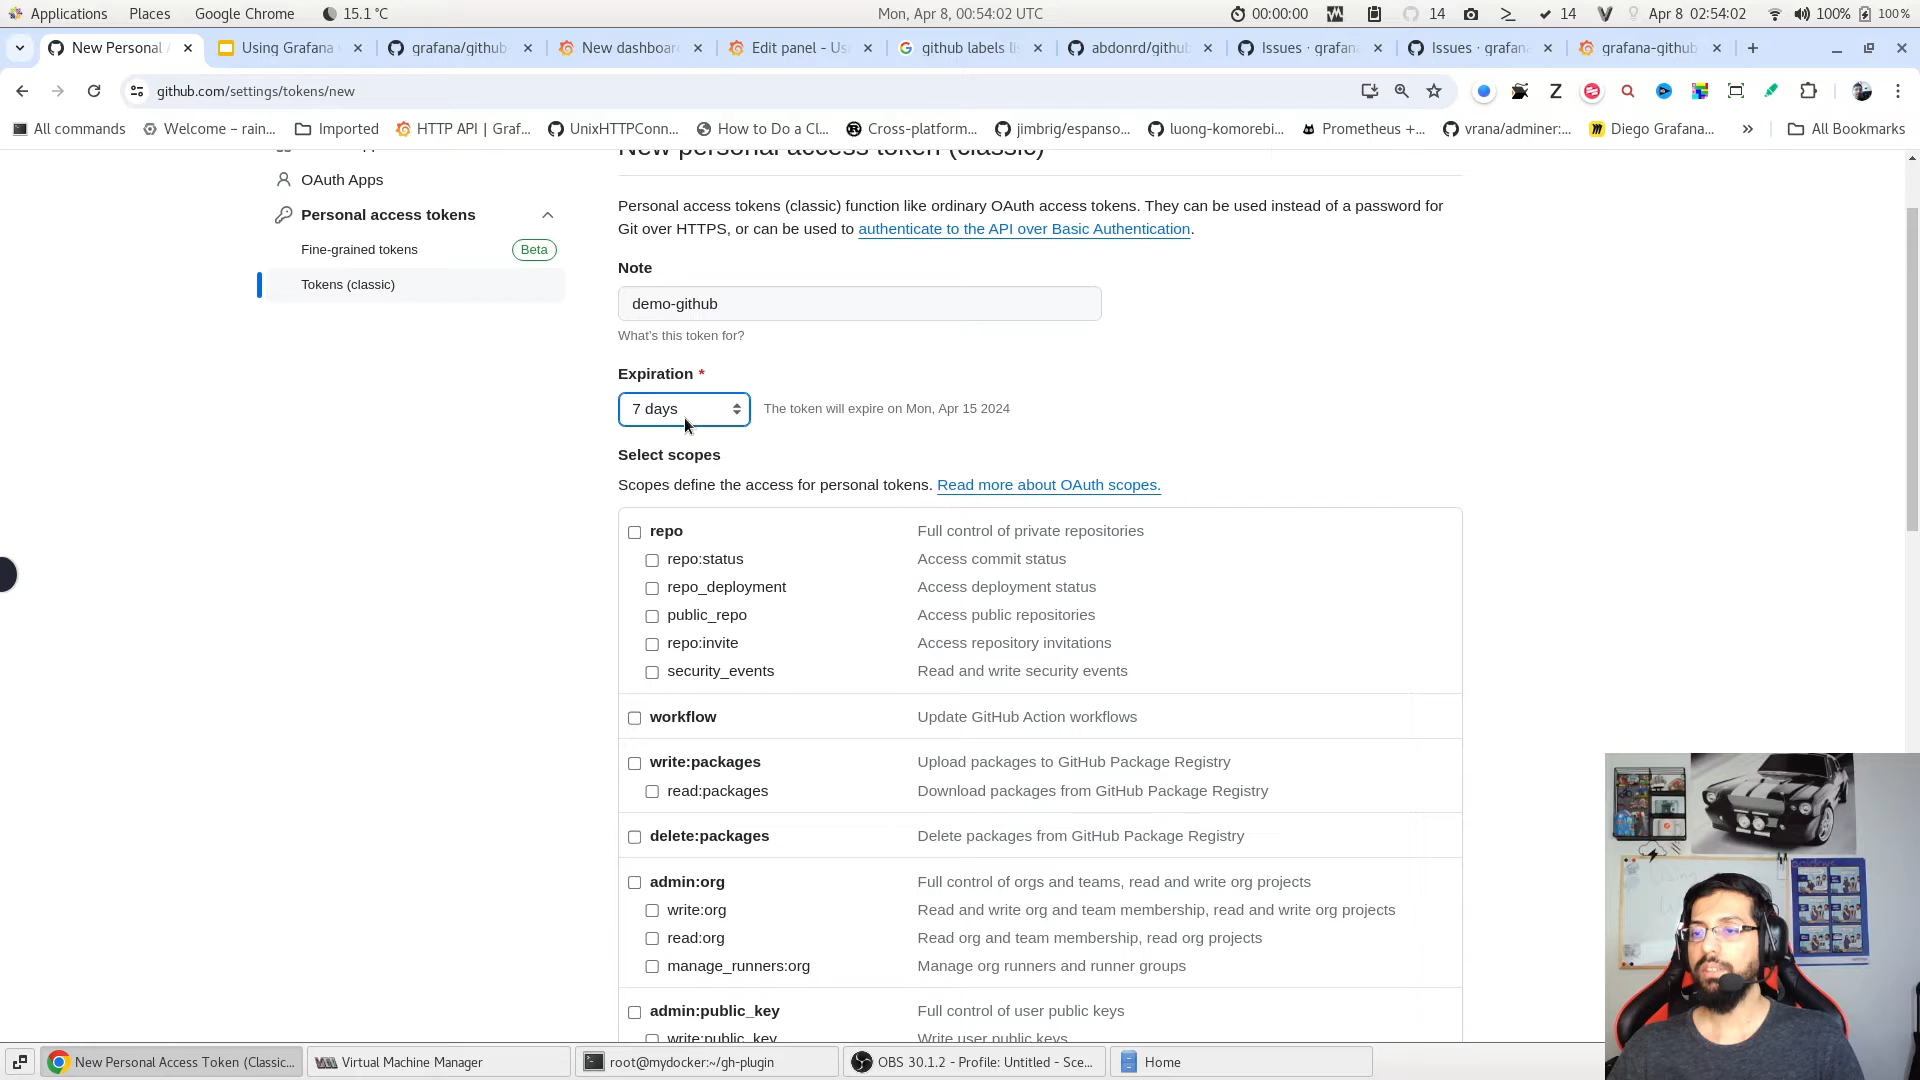 Applications Places Google Chrome 15.1 °C Mon, Apr 8, 00:54:02 UTC 00:00:00 14 14 Apr 8 02:54:02 100% 100%
New Personal A Using Grafana grafana/github New dashboar Edit panel - Us github labels li abdonrd/github Issues · grafan Issues · grafan grafana-github
github.com/settings/tokens/new
All commands Welcome – rain... Imported HTTP API | Graf... UnixHTTPConn... How to Do a Cl... Cross-platform... jimbrig/espanso... luong-komorebi... Prometheus +... vrana/adminer:... Diego Grafana... » All Bookmarks
New personal access token (classic)
OAuth Apps
Personal access tokens
Fine-grained tokens Beta
Tokens (classic)
Personal access tokens (classic) function like ordinary OAuth access tokens. They can be used instead of a password for
Git over HTTPS, or can be used to authenticate to the API over Basic Authentication.
Note
demo-github
What's this token for?
Expiration *
7 days The token will expire on Mon, Apr 15 2024
Select scopes
Scopes define the access for personal tokens. Read more about OAuth scopes.
repo Full control of private repositories
repo:status Access commit status
repo_deployment Access deployment status
public_repo Access public repositories
repo:invite Access repository invitations
security_events Read and write security events
workflow Update GitHub Action workflows
write:packages Upload packages to GitHub Package Registry
read:packages Download packages from GitHub Package Registry
delete:packages Delete packages from GitHub Package Registry
admin:org Full control of orgs and teams, read and write org projects
write:org Read and write org and team membership, read and write org projects
read:org Read org and team membership, read org projects
manage_runners:org Manage org runners and runner groups
admin:public_key Full control of user public keys
write:public_key Write user public keys
New Personal Access Token (Classic... Virtual Machine Manager root@mydocker:~/gh-plugin OBS 30.1.2 - Profile: Untitled - Sce... Home